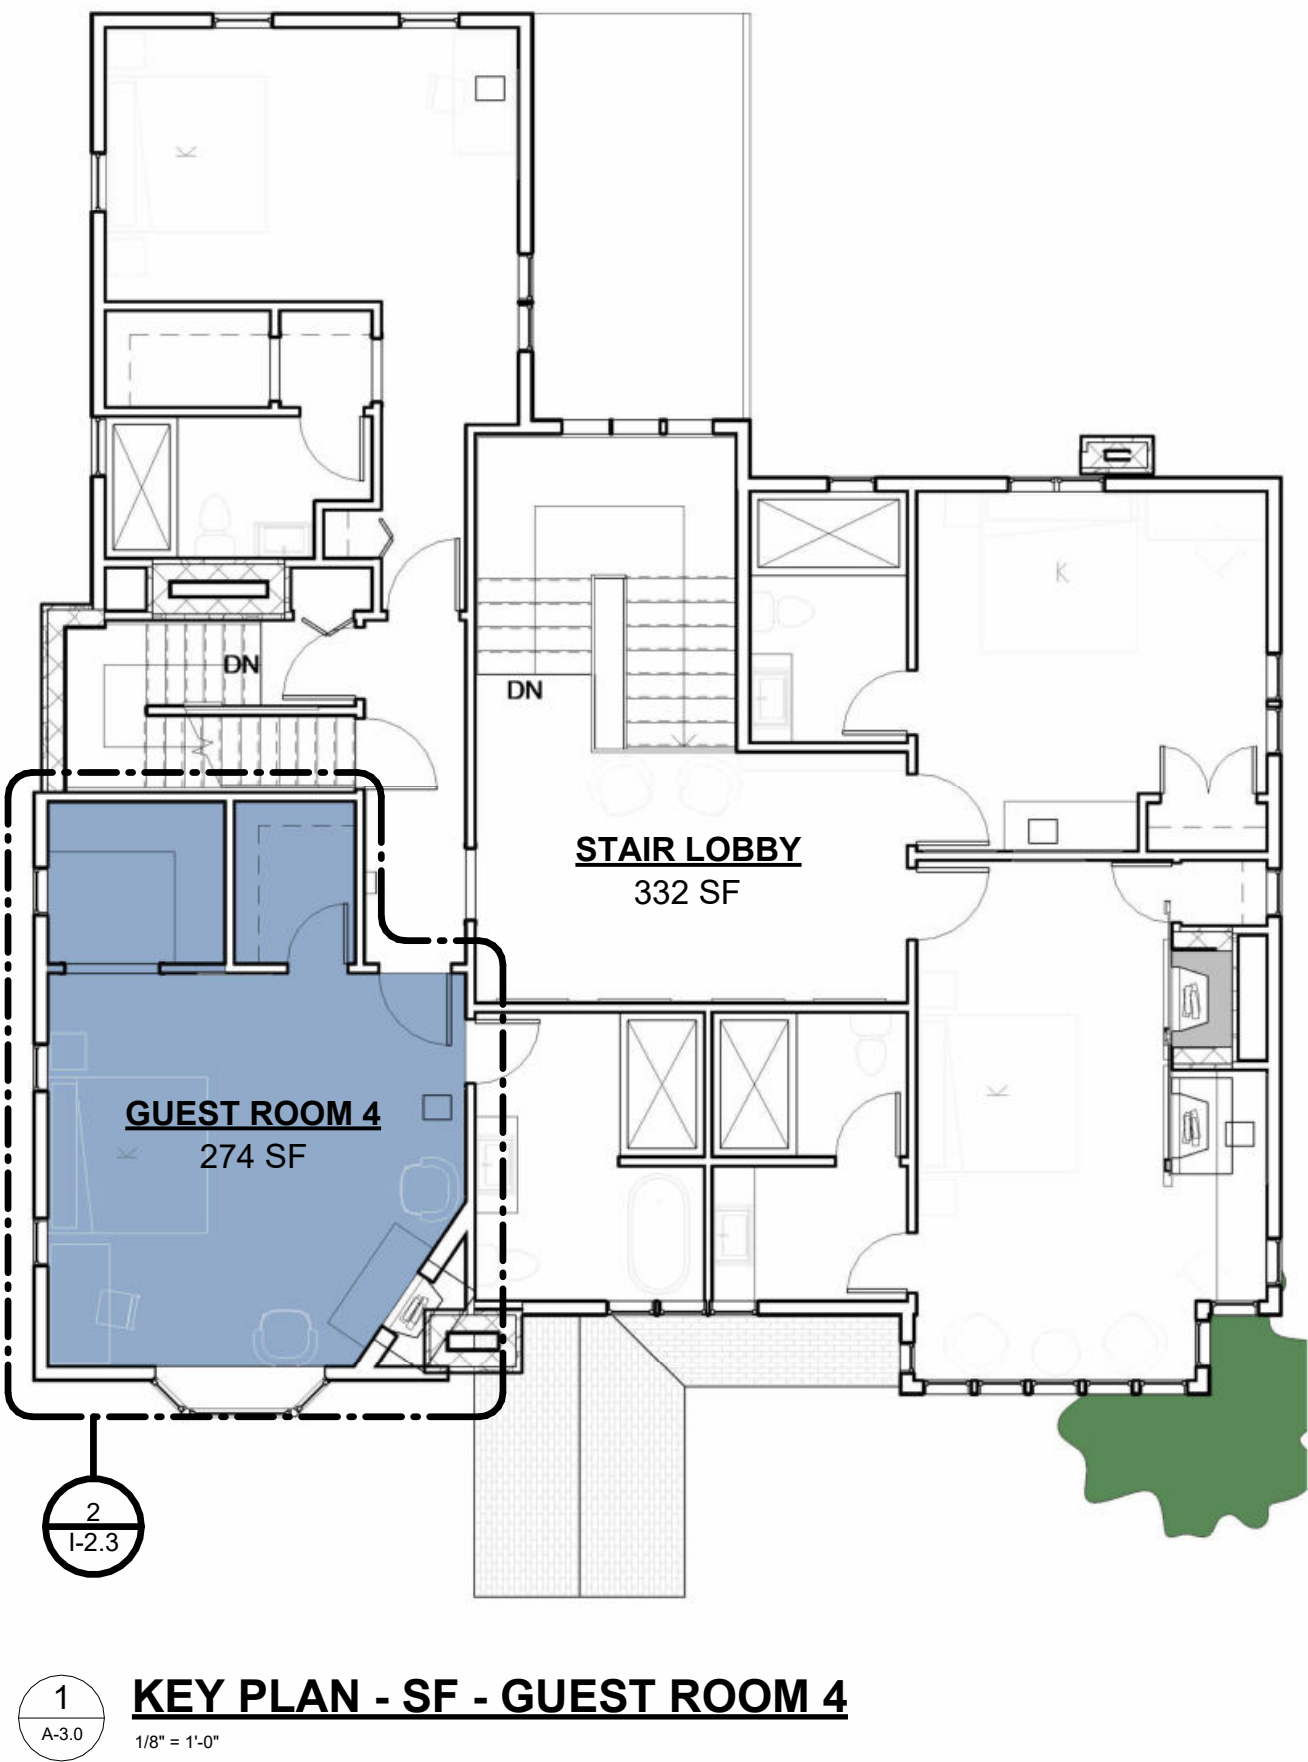 K
K
DN
DN
STAIR LOBBY
332 SF
GUEST ROOM 4
274 SF
K
K
2
I-2.3
1
A-3.0
KEY PLAN - SF - GUEST ROOM 4
1/8" = 1'-0"